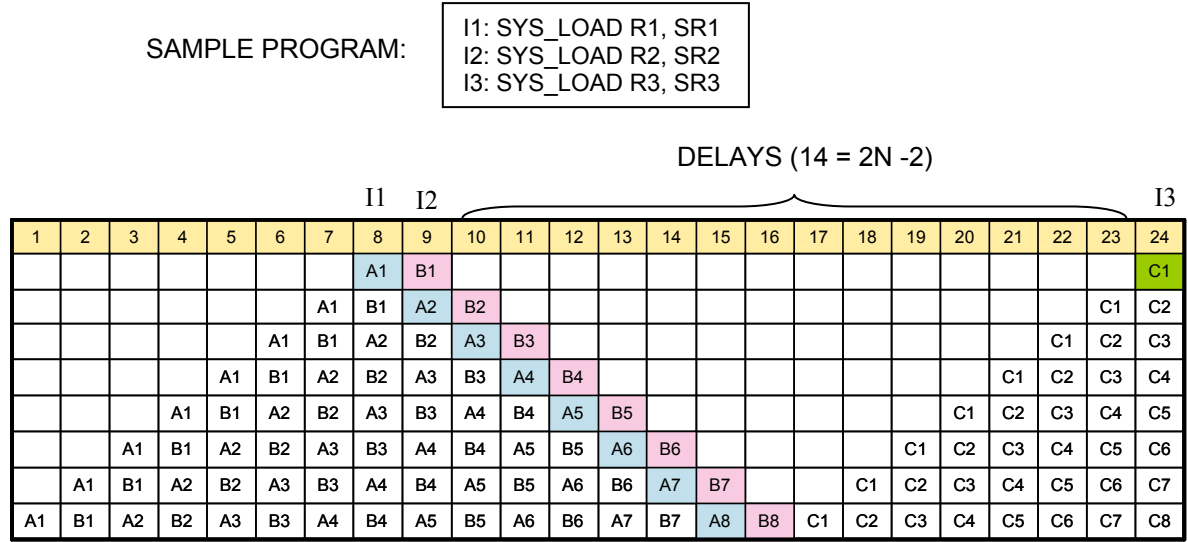 SAMPLE PROGRAM:
I1: SYS_LOAD R1, SR1
I2: SYS_LOAD R2, SR2
I3: SYS_LOAD R3, SR3
DELAYS (14 = 2N -2)
I1 I2 I3
1 2 3 4 5 6 7 8 9 10 11 12 13 14 15 16 17 18 19 20 21 22 23 24
A1 B1 C1
A1 B1 A2 B2 C1 C2
A1 B1 A2 B2 A3 B3 C1 C2 C3
A1 B1 A2 B2 A3 B3 A4 B4 C1 C2 C3 C4
A1 B1 A2 B2 A3 B3 A4 B4 A5 B5 C1 C2 C3 C4 C5
A1 B1 A2 B2 A3 B3 A4 B4 A5 B5 A6 B6 C1 C2 C3 C4 C5 C6
A1 B1 A2 B2 A3 B3 A4 B4 A5 B5 A6 B6 A7 B7 C1 C2 C3 C4 C5 C6 C7
A1 B1 A2 B2 A3 B3 A4 B4 A5 B5 A6 B6 A7 B7 A8 B8 C1 C2 C3 C4 C5 C6 C7 C8